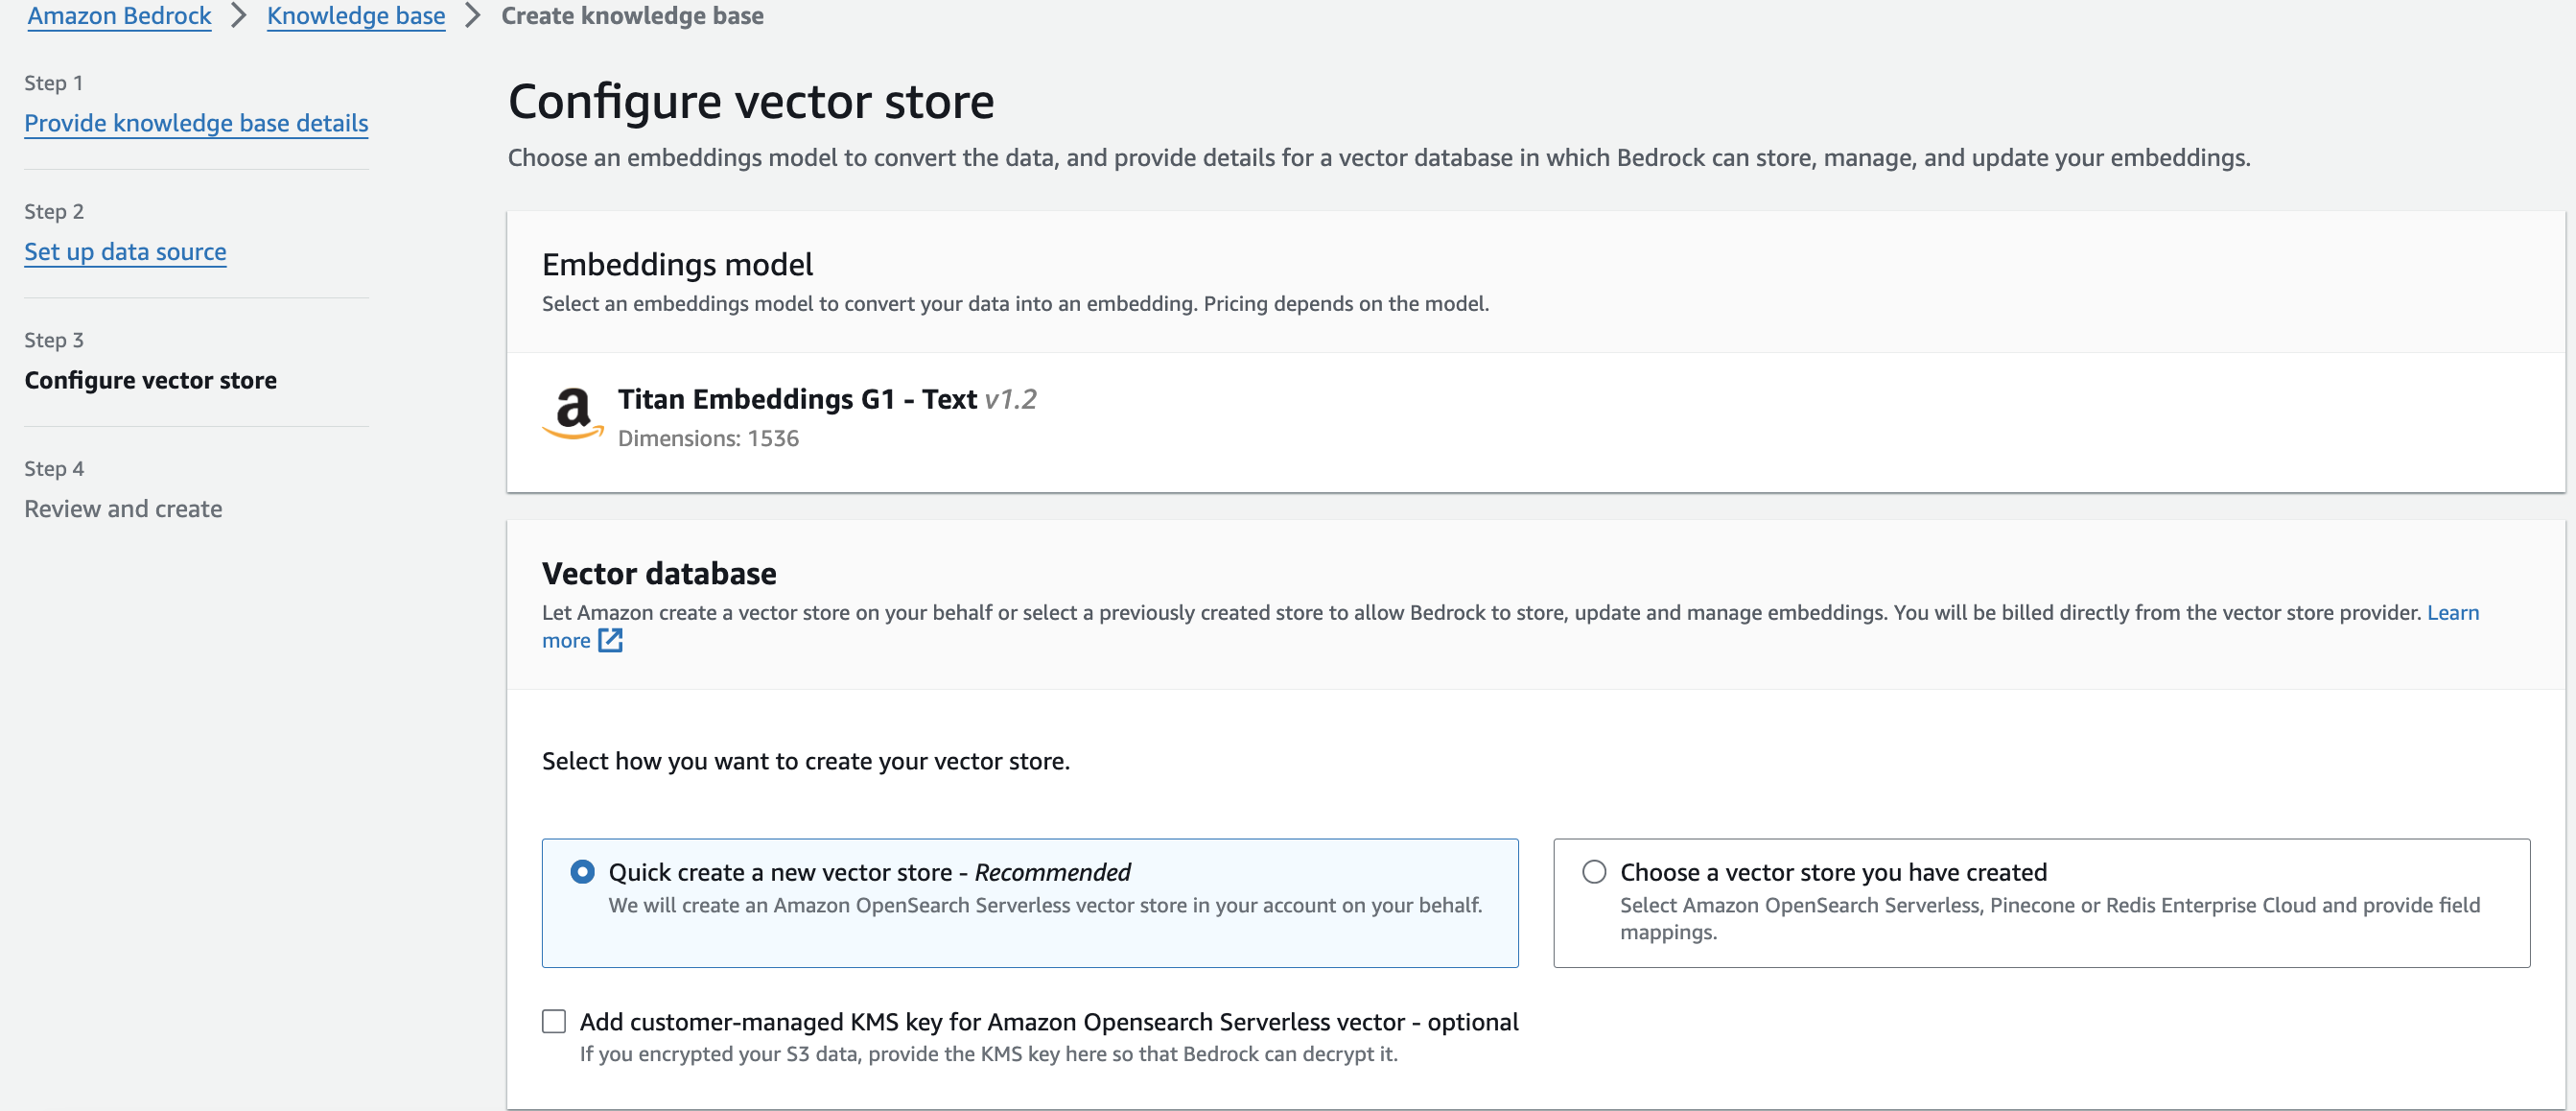 Amazon Bedrock > Knowledge base > Create knowledge base
Step 1
Provide knowledge base details
Step 2
Set up data source
Step 3
Configure vector store
Step 4
Review and create
Configure vector store
Choose an embeddings model to convert the data, and provide details for a vector database in which Bedrock can store, manage, and update your embeddings.
Embeddings model
Select an embeddings model to convert your data into an embedding. Pricing depends on the model.
a
Titan Embeddings G1 - Text v1.2
Dimensions: 1536
Vector database
Let Amazon create a vector store on your behalf or select a previously created store to allow Bedrock to store, update and manage embeddings. You will be billed directly from the vector store provider. Learn
more
Select how you want to create your vector store.
Quick create a new vector store - Recommended
We will create an Amazon OpenSearch Serverless vector store in your account on your behalf.
Choose a vector store you have created
Select Amazon OpenSearch Serverless, Pinecone or Redis Enterprise Cloud and provide field
mappings.
Add customer-managed KMS key for Amazon Opensearch Serverless vector - optional
If you encrypted your S3 data, provide the KMS key here so that Bedrock can decrypt it.